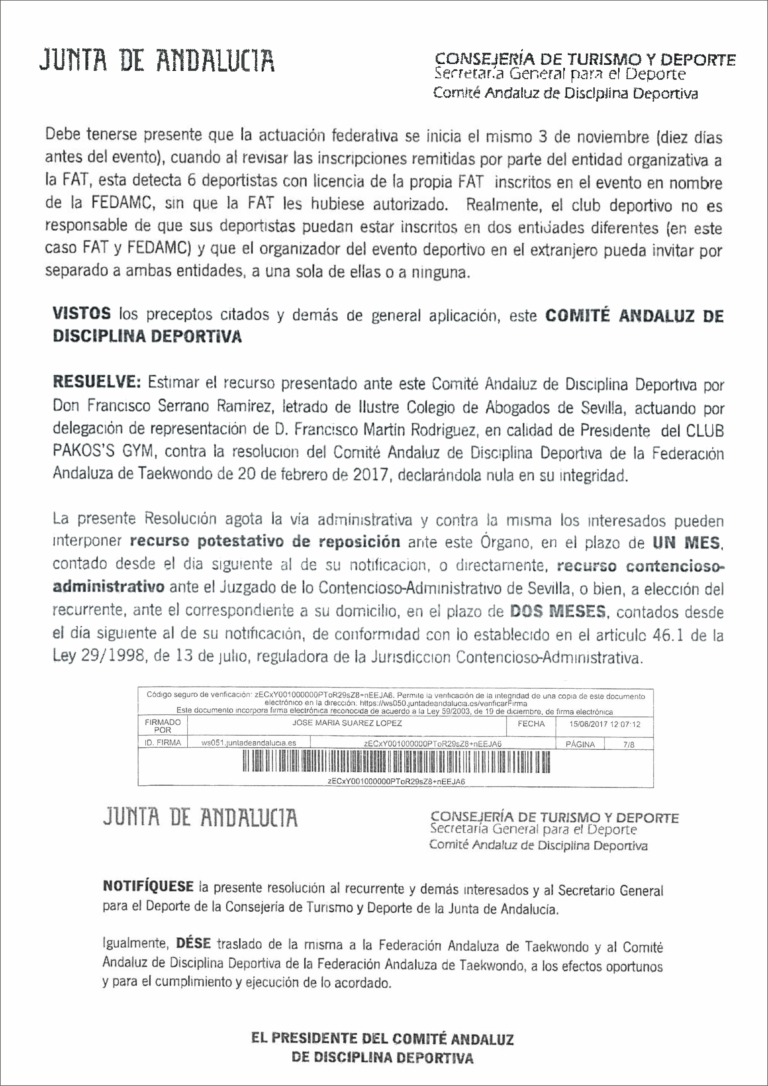 JUNTA DE ANDALUCIA
CONSEJERÍA DE TURISMO Y DEPORTE
Secretaría General para el Deporte
Comité Andaluz de Disciplina Deportiva
Debe tenerse presente que la actuación federativa se inicia el mismo 3 de noviembre (diez días
antes del evento), cuando al revisar las inscripciones remitidas por parte del entidad organizativa a
la FAT, esta detecta 6 deportistas con licencia de la propia FAT inscritos en el evento en nombre
de la FEDAMC, sin que la FAT les hubiese autorizado. Realmente, el club deportivo no es
responsable de que sus deportistas puedan estar inscritos en dos entidades diferentes (en este
caso FAT y FEDAMC) y que el organizador del evento deportivo en el extranjero pueda invitar por
separado a ambas entidades, a una sola de ellas o a ninguna.
VISTOS los preceptos citados y demás de general aplicación, este COMITÉ ANDALUZ DE
DISCIPLINA DEPORTIVA
RESUELVE: Estimar el recurso presentado ante este Comité Andaluz de Disciplina Deportiva por
Don Francisco Serrano Ramírez, letrado de Ilustre Colegio de Abogados de Sevilla, actuando por
delegación de representación de D. Francisco Martín Rodriguez, en calidad de Presidente del CLUB
PAKOS'S GYM, contra la resolucion del Comité Andaluz de Disciplina Deportiva de la Federación
Andaluza de Taekwondo de 20 de febrero de 2017, declarándola nula en su integridad.
La presente Resolución agota la vía administrativa y contra la misma los interesados pueden
interponer recurso potestativo de reposición ante este Órgano, en el plazo de UN MES,
contado desde el día siguiente al de su notificacion, o directamente, recurso contencioso-
administrativo ante el Juzgado de lo Contencioso-Administrativo de Sevilla, o bien, a elección del
recurrente, ante el correspondiente a su domicilio, en el plazo de DOS MESES, contados desde
el día siguiente al de su notificación, de conformidad con lo establecido en el articulo 46.1 de la
Ley 29/1998, de 13 de julio, reguladora de la Jurisdiccion Contencioso-Administrativa.
Código seguro de verificación: zECxY001000000PToR29sZ8+nEEJA6. Permite la verificación de la integridad de una copia de este documento
electrónico en la dirección: https://ws050.juntadeandalucia.es/verificarFirma
Este documento incorpora firma electrónica reconocida de acuerdo a la Ley 59/2003, de 19 de diciembre, de firma electrónica
FIRMADO POR JOSE MARIA SUAREZ LOPEZ FECHA 15/06/2017 12 07:12
ID. FIRMA ws051.juntadeandalucia.es zECxY001000000PToR29sZ8+nEEJA6 PÁGINA 7/8
zECxY001000000PToR29sZ8+nEEJA6
JUNTA DE ANDALUCIA
CONSEJERÍA DE TURISMO Y DEPORTE
Secretaría General para el Deporte
Comité Andaluz de Disciplina Deportiva
NOTIFÍQUESE la presente resolución al recurrente y demás interesados y al Secretario General
para el Deporte de la Consejería de Turismo y Deporte de la Junta de Andalucía.
Igualmente, DÉSE traslado de la misma a la Federación Andaluza de Taekwondo y al Comité
Andaluz de Disciplina Deportiva de la Federación Andaluza de Taekwondo, a los efectos oportunos
y para el cumplimiento y ejecución de lo acordado.
EL PRESIDENTE DEL COMITÉ ANDALUZ
DE DISCIPLINA DEPORTIVA